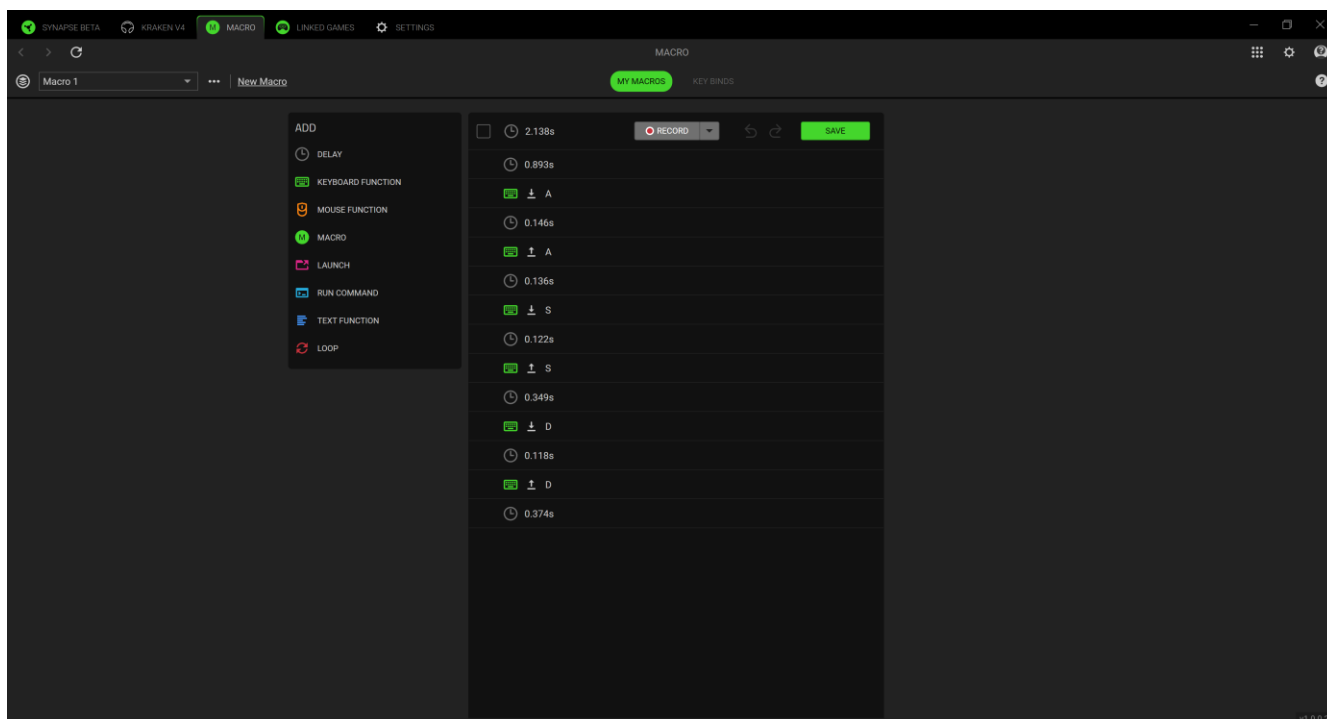 SYNAPSE BETA KRAKEN V4 M MACRO LINKED GAMES SETTINGS
MACRO
Macro 1 ••• New Macro MY MACROS KEY BINDS ?
ADD
DELAY
KEYBOARD FUNCTION
MOUSE FUNCTION
M MACRO
LAUNCH
RUN COMMAND
TEXT FUNCTION
LOOP
2.138s RECORD SAVE
0.893s
A
0.146s
A
0.136s
S
0.122s
S
0.349s
D
0.118s
D
0.374s